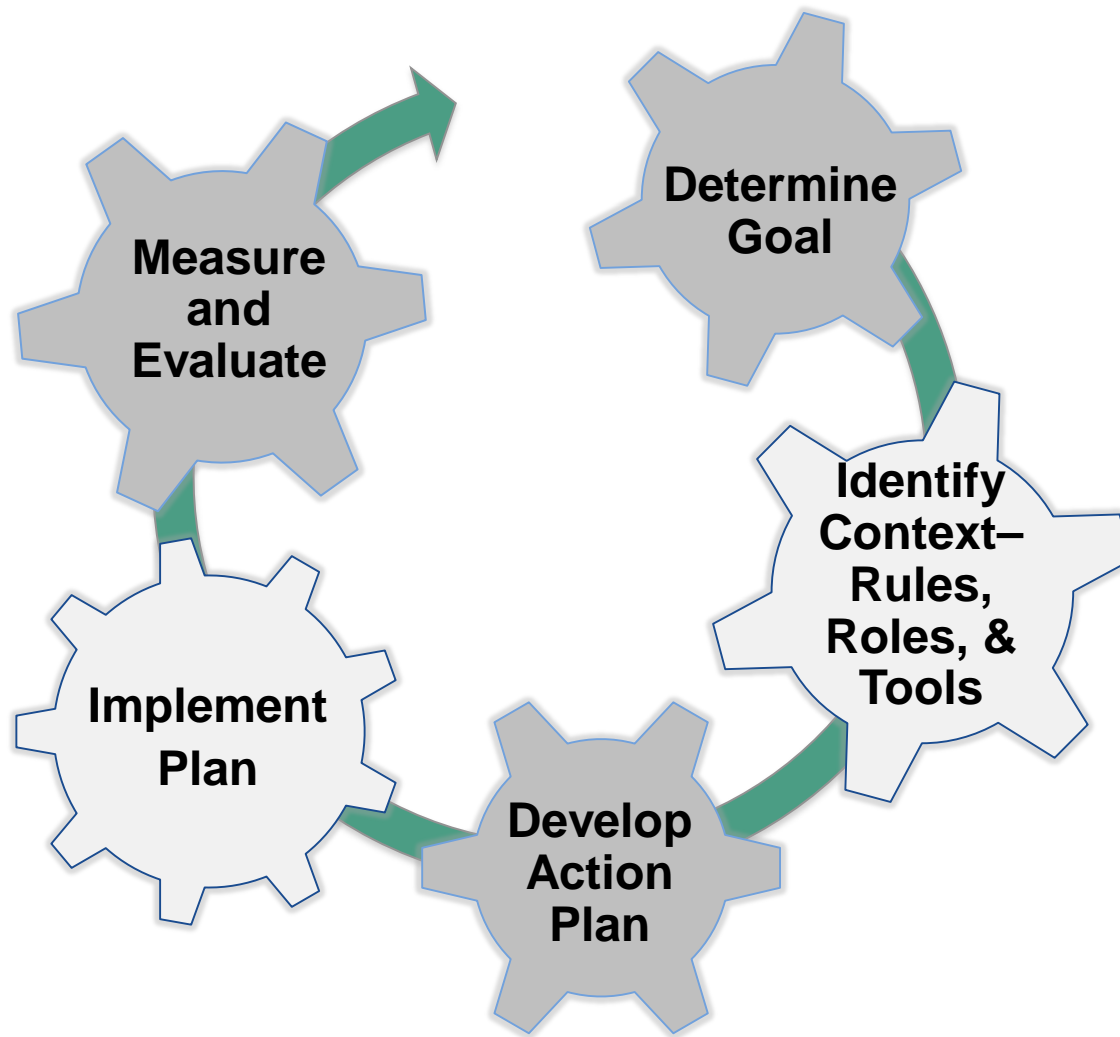 Determine
Goal
Identify
Context–
Rules,
Roles, &
Tools
Develop
Action
Plan
Implement
Plan
Measure
and
Evaluate